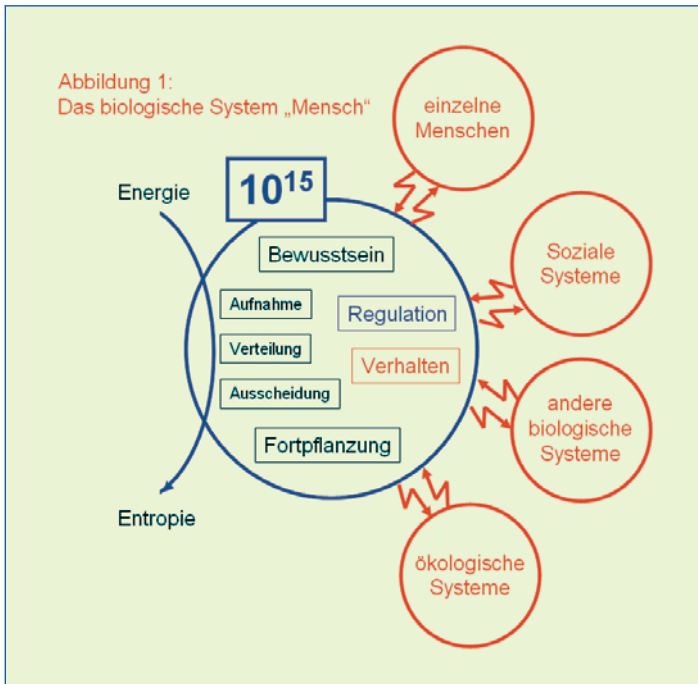 Abbildung 1:
Das biologische System „Mensch“
einzelne
Menschen
10¹⁵
Energie
Bewusstsein
Soziale
Systeme
Aufnahme
Regulation
Verteilung
Verhalten
Ausscheidung
andere
biologische
Systeme
Fortpflanzung
Entropie
ökologische
Systeme